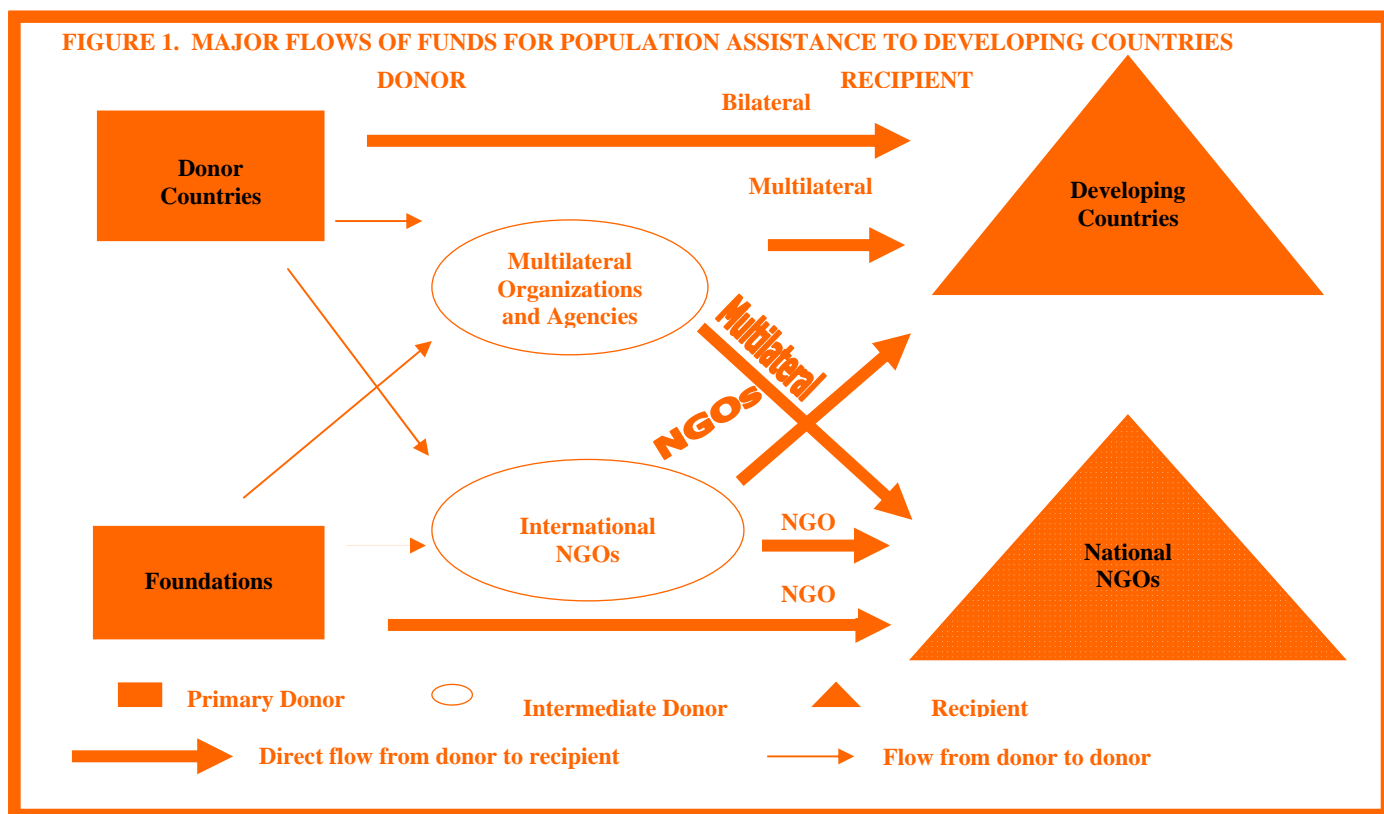 FIGURE 1. MAJOR FLOWS OF FUNDS FOR POPULATION ASSISTANCE TO DEVELOPING COUNTRIES
DONOR
RECIPIENT
Bilateral
Donor
Countries
Multilateral
Developing
Countries
Multilateral
Organizations
and Agencies
Multilateral
NGOs
International
NGOs
NGO
National
NGOs
Foundations
NGO
Primary Donor
Intermediate Donor
Recipient
Direct flow from donor to recipient
Flow from donor to donor